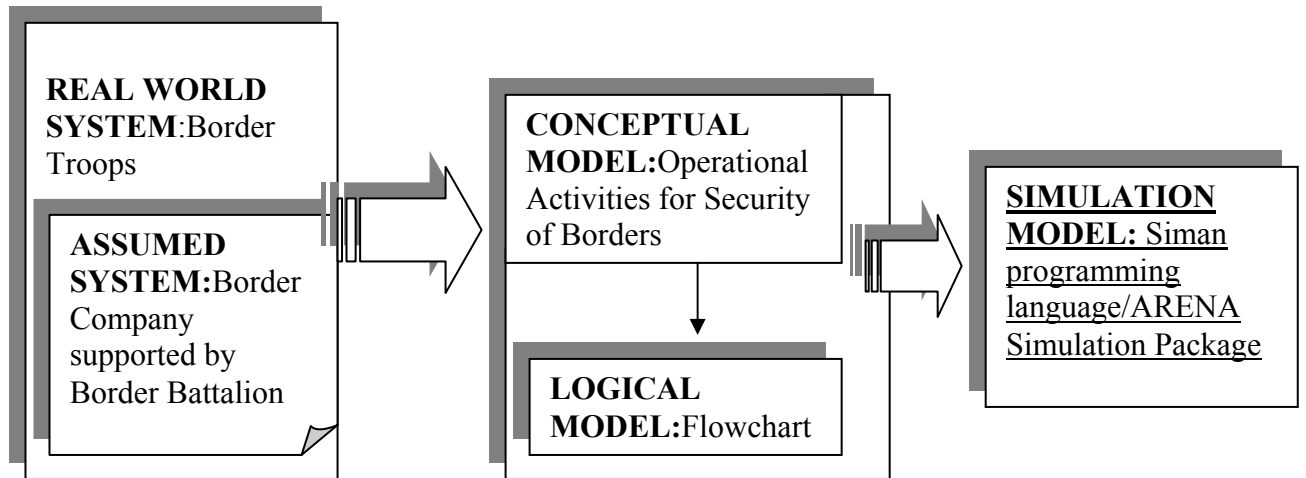 REAL WORLD
SYSTEM:Border
Troops
ASSUMED
SYSTEM:Border
Company
supported by
Border Battalion
CONCEPTUAL
MODEL:Operational
Activities for Security
of Borders
LOGICAL
MODEL:Flowchart
SIMULATION
MODEL: Siman
programming
language/ARENA
Simulation Package